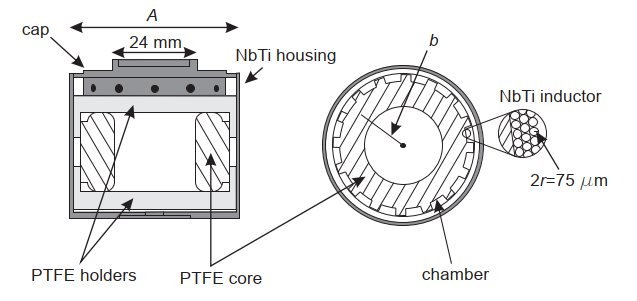 A
cap
24 mm
NbTi housing
b
NbTi inductor
2r=75 μm
PTFE holders
PTFE core
chamber